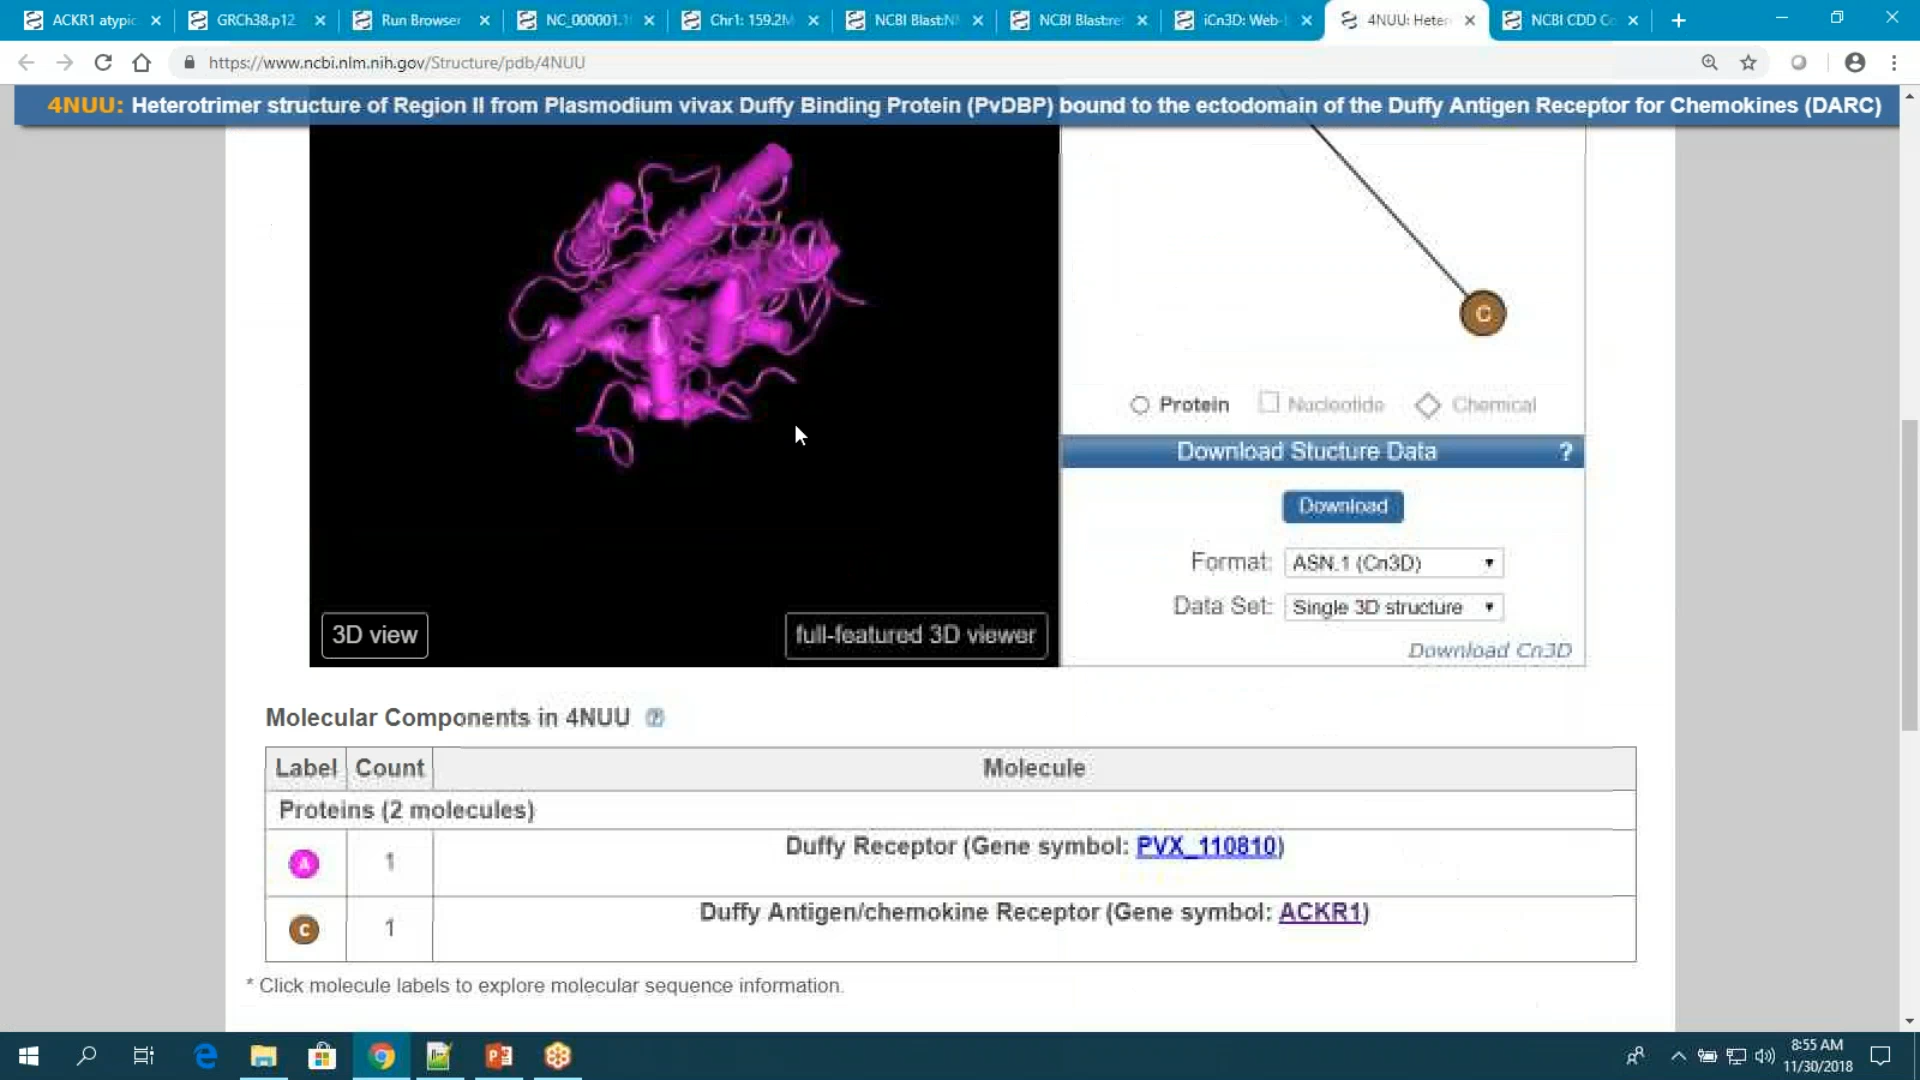 ACKR1 atypic
GRCh38.p12
Run Browser
NC_000001.1
Chr1: 159.2M
NCBI Blast:N
NCBI Blast:re
iCn3D: Web-
4NUU: Heter
NCBI CDD Co
https://www.ncbi.nlm.nih.gov/Structure/pdb/4NUU
4NUU: Heterotrimer structure of Region II from Plasmodium vivax Duffy Binding Protein (PvDBP) bound to the ectodomain of the Duffy Antigen Receptor for Chemokines (DARC)
C
Protein Nucleotide Chemical
Download Stucture Data ?
Download
Format: ASN.1 (Cn3D)
Data Set: Single 3D structure
Download Cn3D
3D view
full-featured 3D viewer
Molecular Components in 4NUU ?
Label Count Molecule
Proteins (2 molecules)
A 1 Duffy Receptor (Gene symbol: PVX_110810)
C 1 Duffy Antigen/chemokine Receptor (Gene symbol: ACKR1)
* Click molecule labels to explore molecular sequence information.
8:55 AM
11/30/2018